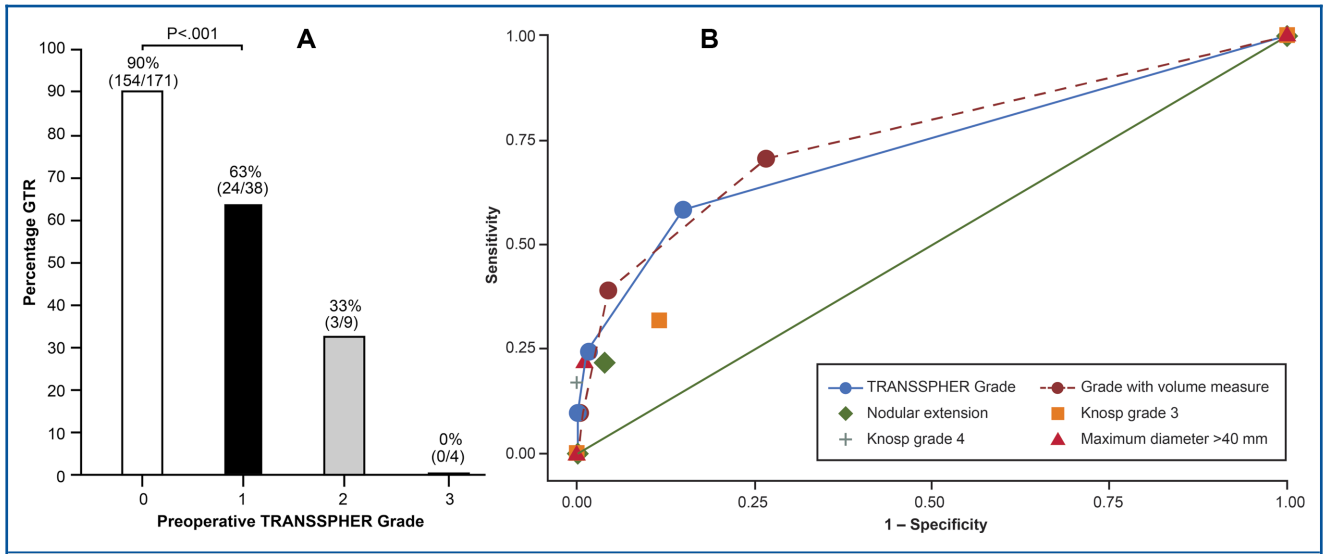 A
P<.001
100
90
80
70
60
50
40
30
20
10
0
Percentage GTR
90%
(154/171)
63%
(24/38)
33%
(3/9)
0%
(0/4)
0
1
2
3
Preoperative TRANSSPHER Grade
B
1.00
0.75
0.50
0.25
0.00
Sensitivity
TRANSSPHER Grade
Grade with volume measure
Nodular extension
Knosp grade 3
Knosp grade 4
Maximum diameter >40 mm
0.00
0.25
0.50
0.75
1.00
1 – Specificity